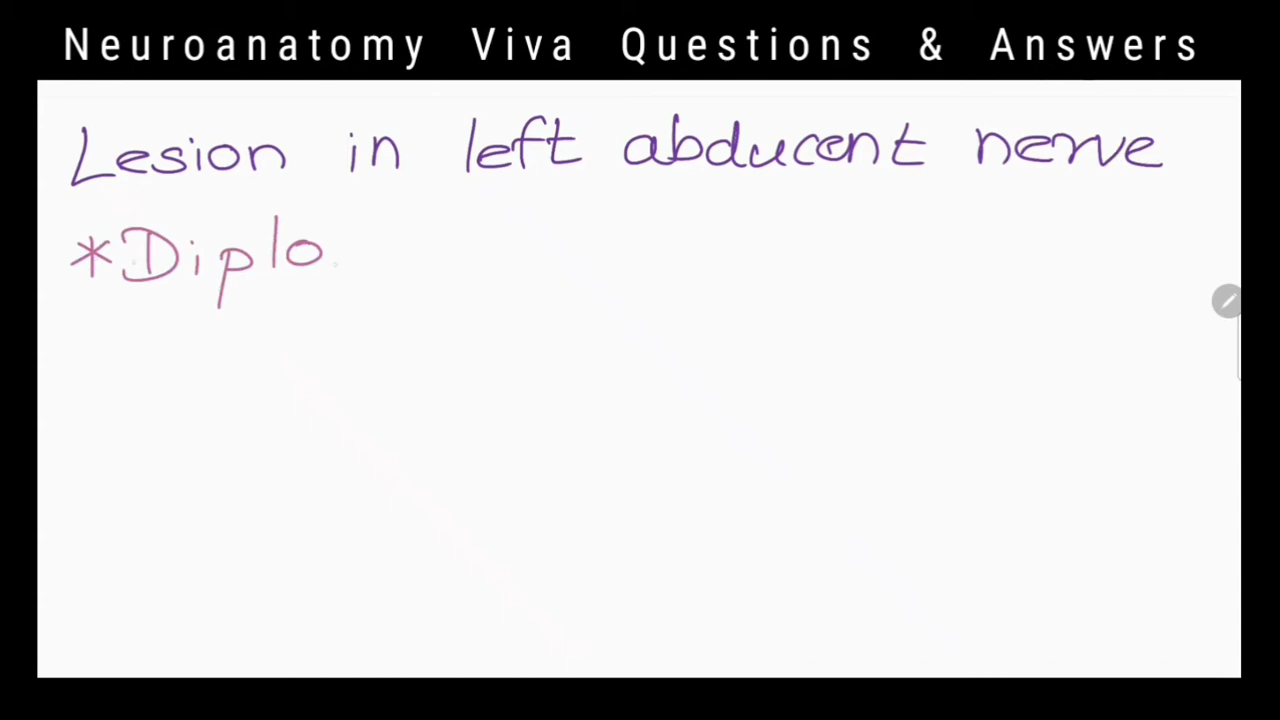 Neuroanatomy Viva Questions & Answers
Lesion in left abducent nerve
*Diplo